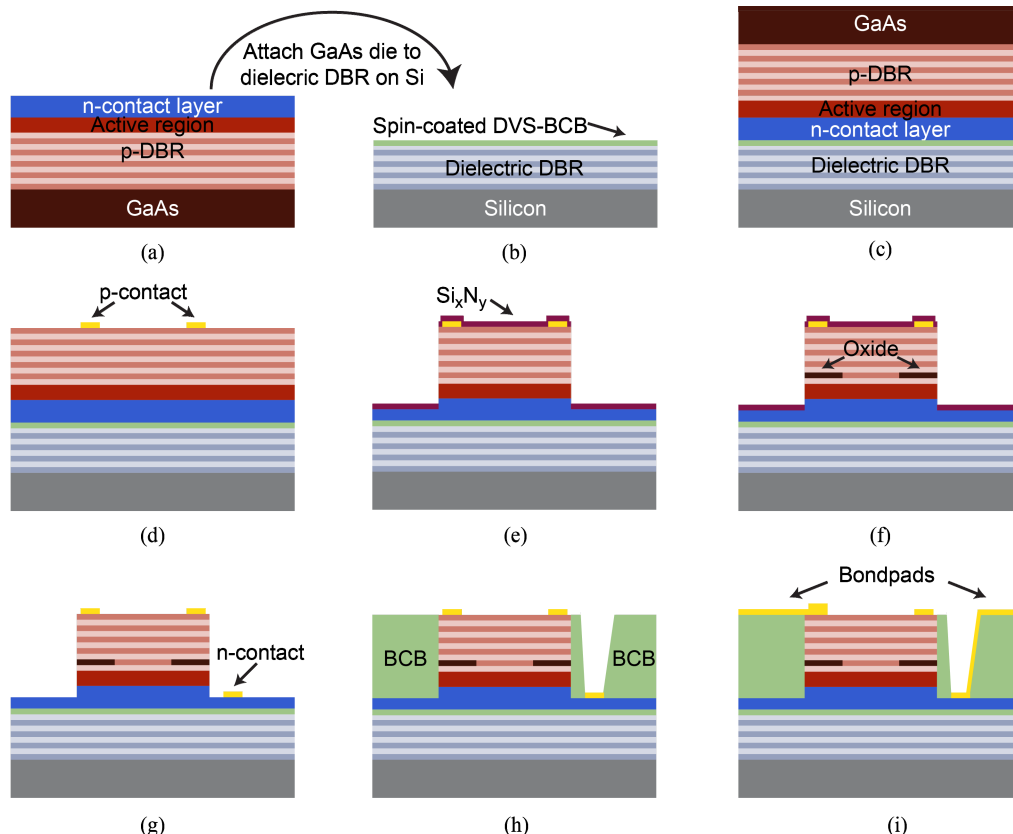 Attach GaAs die to
dielecric DBR on Si
n-contact layer
Active region
p-DBR
GaAs
(a)
Spin-coated DVS-BCB
Dielectric DBR
Silicon
(b)
GaAs
p-DBR
Active region
n-contact layer
Dielectric DBR
Silicon
(c)
p-contact
(d)
SixNy
(e)
Oxide
(f)
n-contact
(g)
BCB
BCB
(h)
Bondpads
(i)